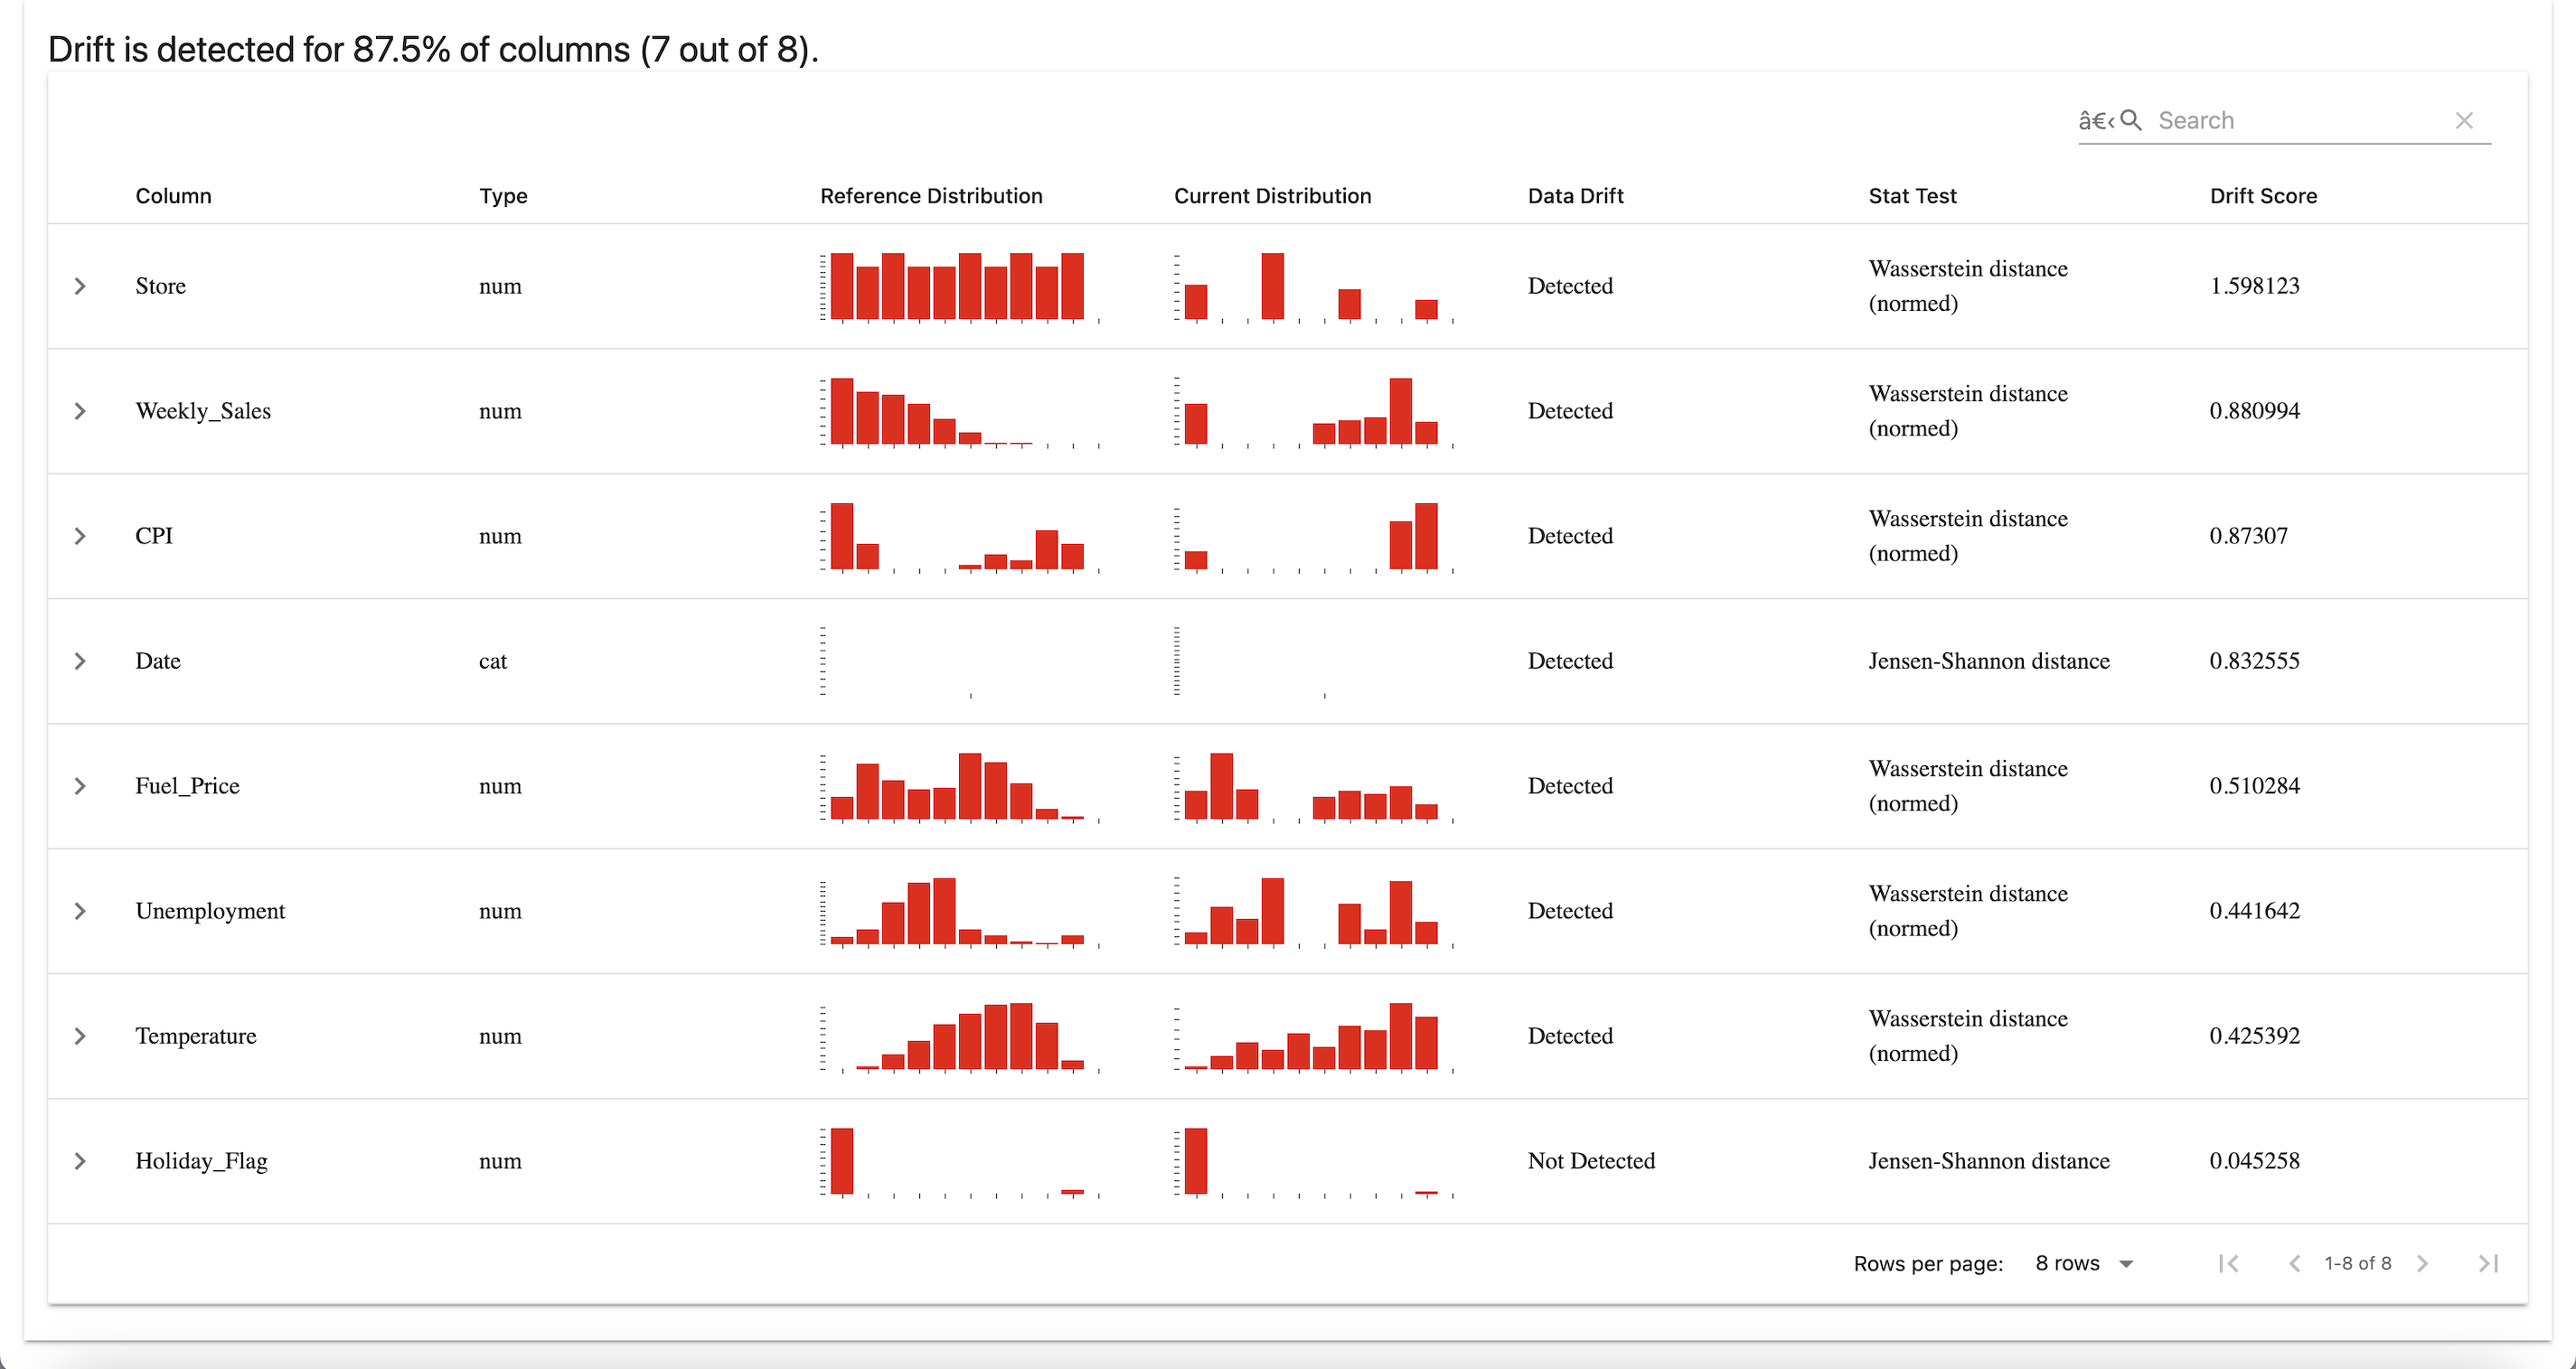 Drift is detected for 87.5% of columns (7 out of 8).
â€‹ Search
Column Type Reference Distribution Current Distribution Data Drift Stat Test Drift Score
Store num Detected Wasserstein distance (normed) 1.598123
Weekly_Sales num Detected Wasserstein distance (normed) 0.880994
CPI num Detected Wasserstein distance (normed) 0.87307
Date cat Detected Jensen-Shannon distance 0.832555
Fuel_Price num Detected Wasserstein distance (normed) 0.510284
Unemployment num Detected Wasserstein distance (normed) 0.441642
Temperature num Detected Wasserstein distance (normed) 0.425392
Holiday_Flag num Not Detected Jensen-Shannon distance 0.045258
Rows per page: 8 rows 1-8 of 8